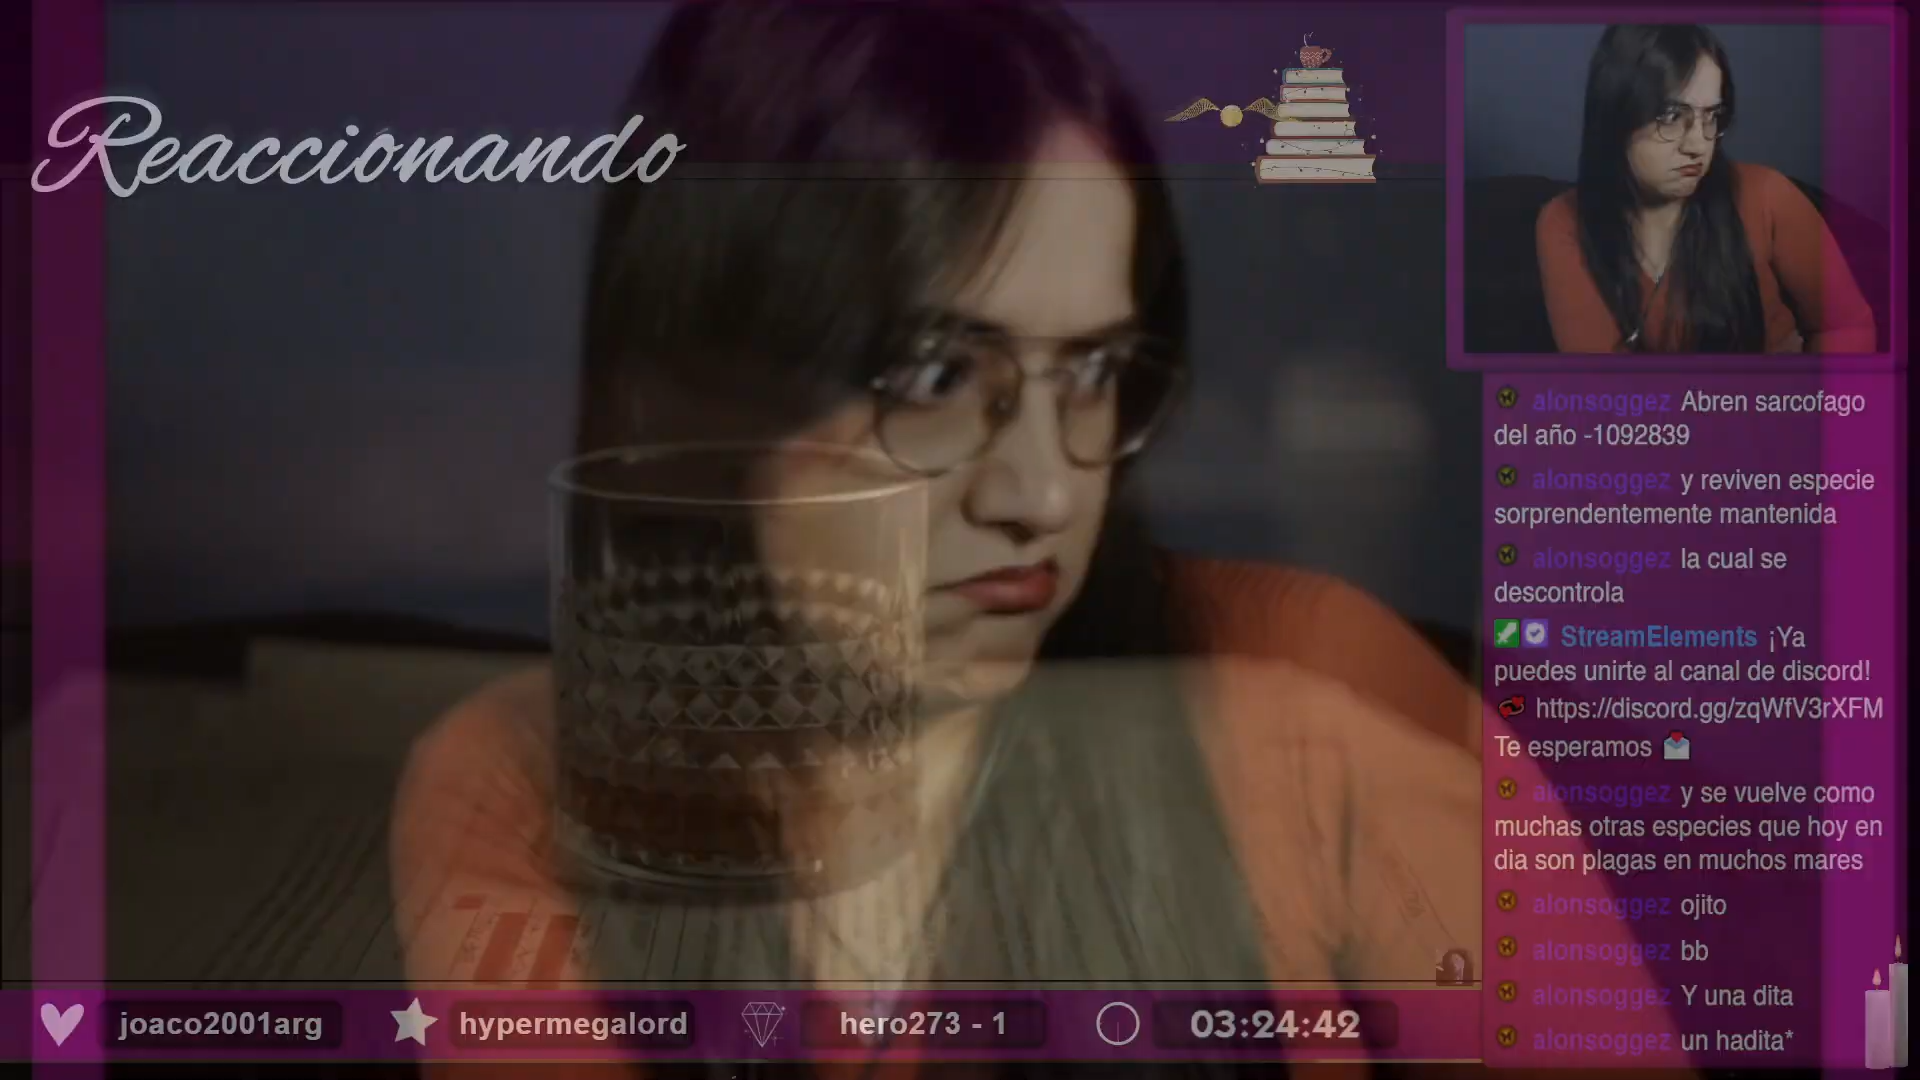 Reaccionando
alonsoggez Abren sarcofago
del año -1092839
alonsoggez y reviven especie
sorprendentemente mantenida
alonsoggez la cual se
descontrola
StreamElements ¡Ya
puedes unirte al canal de discord!
https://discord.gg/zqWfV3rXFM
Te esperamos
alonsoggez y se vuelve como
muchas otras especies que hoy en
dia son plagas en muchos mares
alonsoggez ojito
alonsoggez bb
alonsoggez Y una dita
alonsoggez un hadita*
joaco2001arg
hypermegalord
hero273 - 1
03:24:42